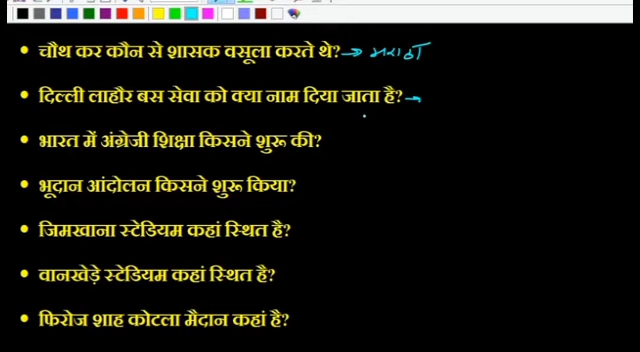 • चौथ कर कौन से शासक वसूला करते थे? → मराठा
• दिल्ली लाहौर बस सेवा को क्या नाम दिया जाता है? →
• भारत में अंग्रेजी शिक्षा किसने शुरू की?
• भूदान आंदोलन किसने शुरू किया?
• जिमखाना स्टेडियम कहां स्थित है?
• वानखेड़े स्टेडियम कहां स्थित है?
• फिरोज शाह कोटला मैदान कहां है?